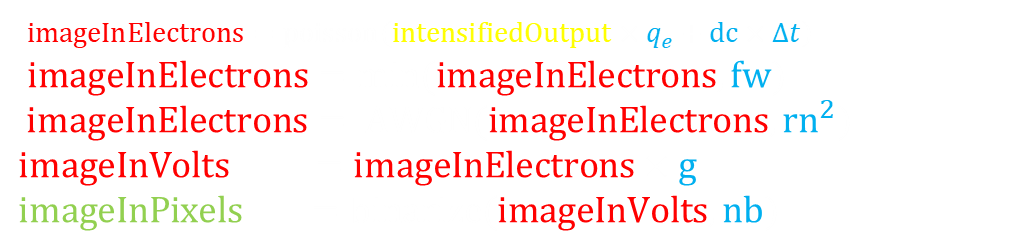 imageInElectrons intensifiedOutput qₑ dc Δt
imageInElectrons imageInElectrons fw
imageInElectrons imageInElectrons rn²
imageInVolts imageInElectrons g
imageInPixels imageInVolts nb